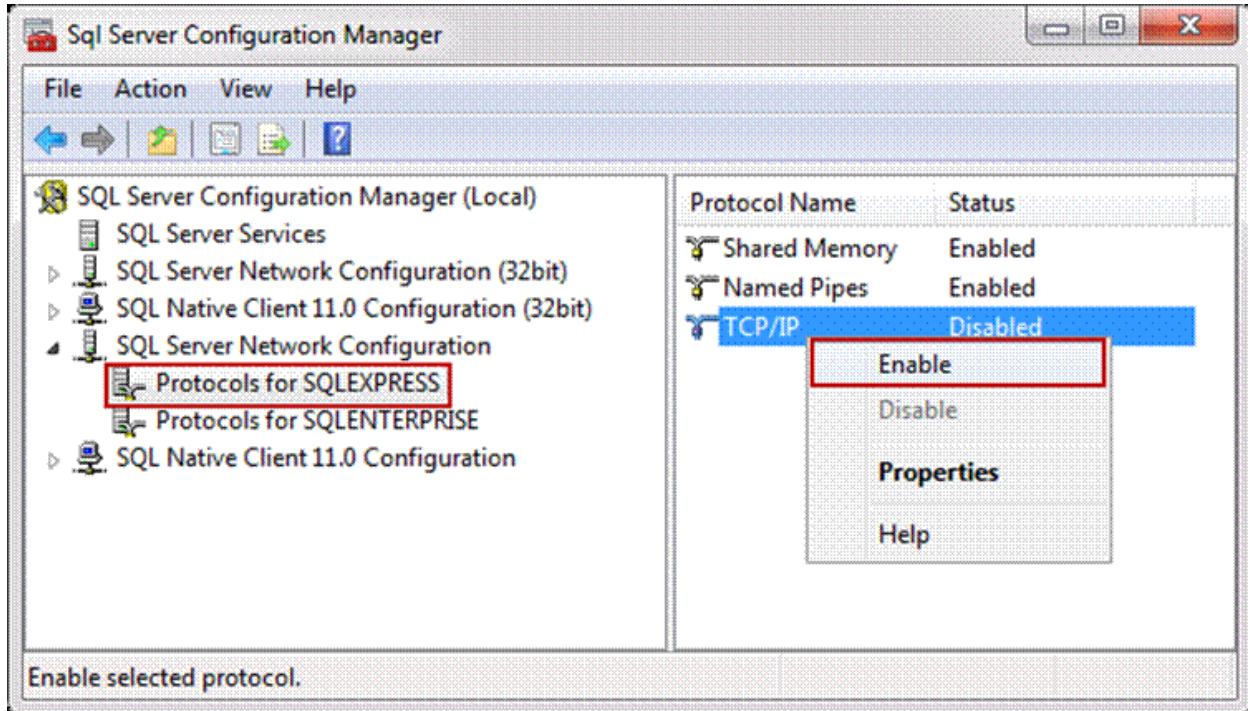 Sql Server Configuration Manager
File Action View Help
SQL Server Configuration Manager (Local)
SQL Server Services
SQL Server Network Configuration (32bit)
SQL Native Client 11.0 Configuration (32bit)
SQL Server Network Configuration
Protocols for SQLEXPRESS
Protocols for SQLENTERPRISE
SQL Native Client 11.0 Configuration
Protocol Name Status
Shared Memory Enabled
Named Pipes Enabled
TCP/IP Disabled
Enable
Disable
Properties
Help
Enable selected protocol.